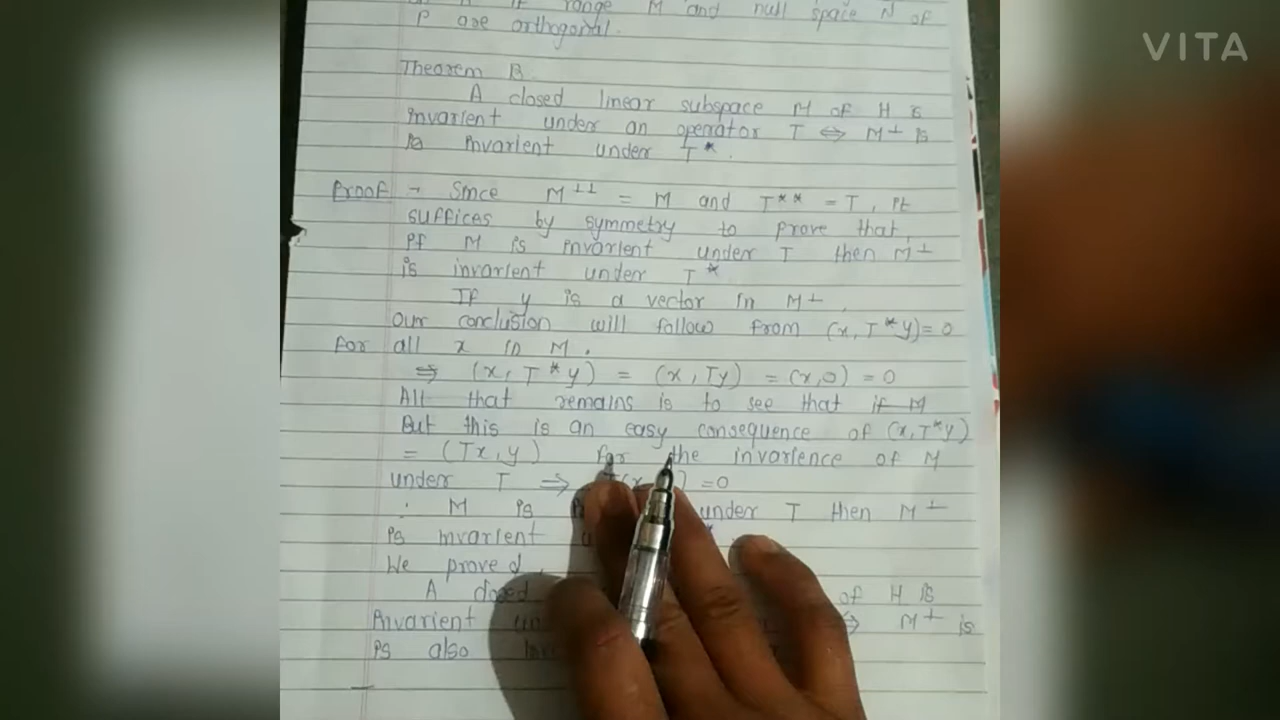 range M and null space N of
P are orthogonal.
VITA
Theorem B
A closed linear subspace M of H is
invarient under an operator T ⇔ M⊥ is
is invarient under T*.
Proof - Since M⊥⊥ = M and T** = T, it
suffices by symmetry to prove that,
if M is invarient under T then M⊥
is invarient under T*
If y is a vector in M⊥,
Our conclusion will follow from (x, T*y) = 0
for all x in M.
⇒ (x, T*y) = (x, Ty) = (x, 0) = 0
All that remains is to see that if M
But this is an easy consequence of (x, T*y)
= (Tx, y) for the invarience of M
under T ⇒ = 0
∴ M is under T then M⊥
is invarient
We proved,
A closed of H is
invarient ⇔ M⊥ is
is also